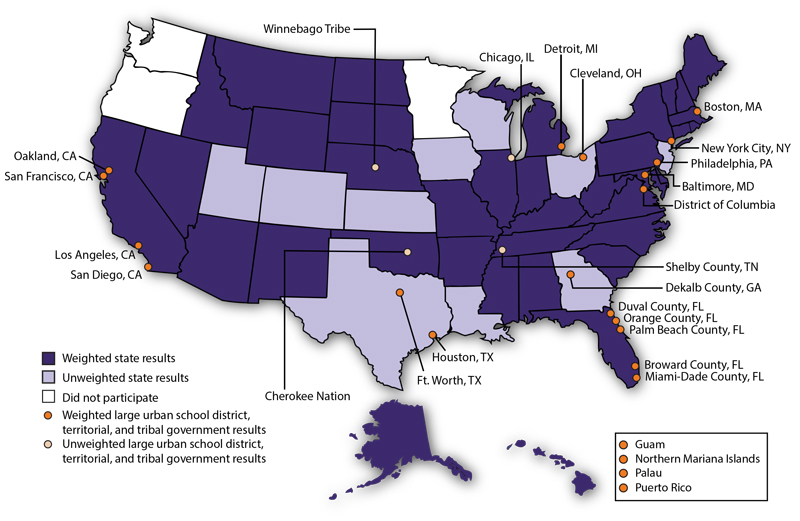 Winnebago Tribe
Chicago, IL
Detroit, MI
Cleveland, OH
Boston, MA
New York City, NY
Philadelphia, PA
Baltimore, MD
District of Columbia
Oakland, CA
San Francisco, CA
Los Angeles, CA
San Diego, CA
Shelby County, TN
Dekalb County, GA
Duval County, FL
Orange County, FL
Palm Beach County, FL
Broward County, FL
Miami-Dade County, FL
Houston, TX
Ft. Worth, TX
Cherokee Nation
Weighted state results
Unweighted state results
Did not participate
Weighted large urban school district,
territorial, and tribal government results
Unweighted large urban school district,
territorial, and tribal government results
Guam
Northern Mariana Islands
Palau
Puerto Rico